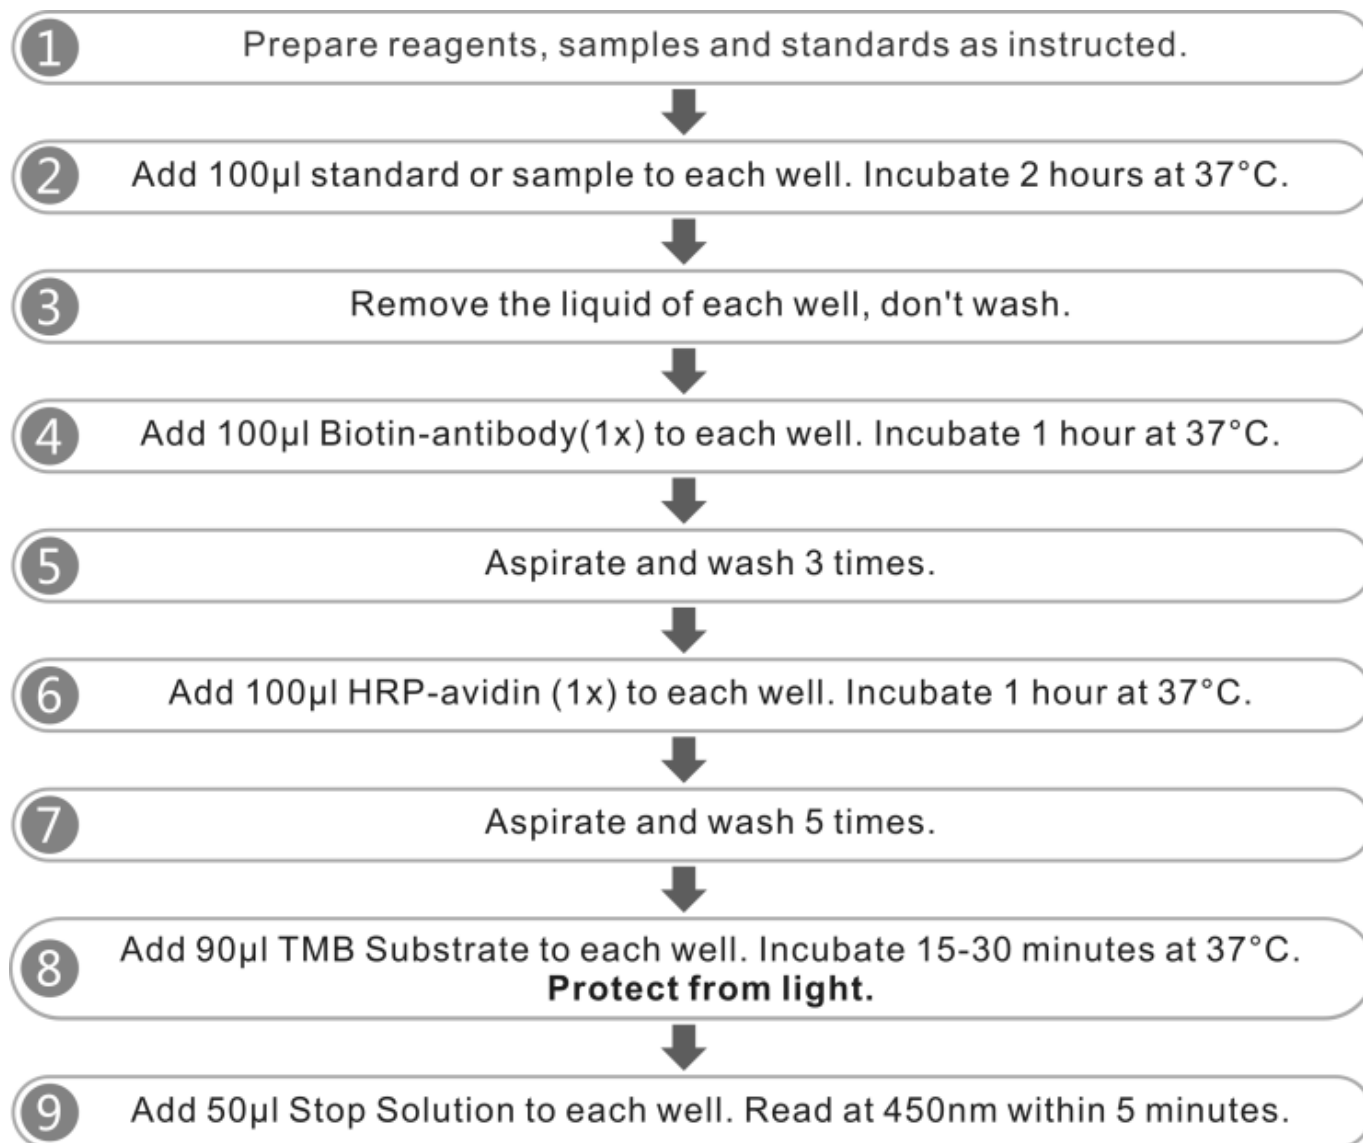 1 Prepare reagents, samples and standards as instructed.
2 Add 100µl standard or sample to each well. Incubate 2 hours at 37°C.
3 Remove the liquid of each well, don't wash.
4 Add 100µl Biotin-antibody(1x) to each well. Incubate 1 hour at 37°C.
5 Aspirate and wash 3 times.
6 Add 100µl HRP-avidin (1x) to each well. Incubate 1 hour at 37°C.
7 Aspirate and wash 5 times.
8 Add 90µl TMB Substrate to each well. Incubate 15-30 minutes at 37°C.
Protect from light.
9 Add 50µl Stop Solution to each well. Read at 450nm within 5 minutes.